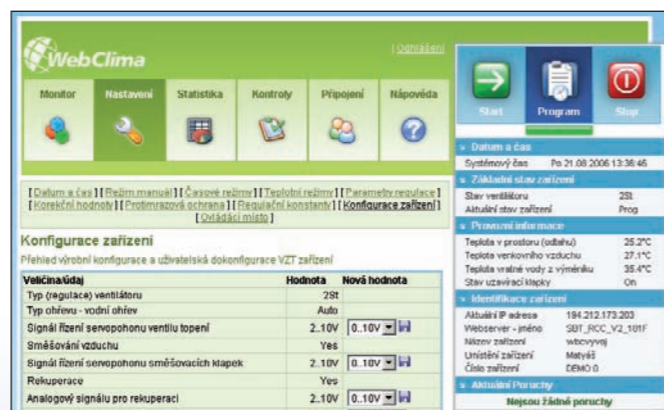 WebClima
| Odhlášení
Monitor
Nastavení
Statistika
Kontroly
Připojení
Nápověda
[ Datum a čas ] [ Režim manuál ] [ Časové režimy ] [ Teplotní režimy ] [ Parametry regulace ]
[ Korekční hodnoty ] [ Protimrazová ochrana ] [ Regulační konstanty ] [ Konfigurace zařízení ]
[ Ovládací místo ]
Konfigurace zařízení
Přehled výrobní konfigurace a uživatelská dokonfigurace VZT zařízení
Veličina/údaj Hodnota Nová hodnota
Typ (regulace) ventilátoru 2St
Typ ohřevu - vodní ohřev Auto
Signál řízení servopohonu ventilu topení 2..10V 0..10V
Směšování vzduchu Yes
Signál řízení servopohonu směšovacích klapek 2..10V 0..10V
Rekuperace Yes
Analogový signálu pro rekuperaci 2..10V 0..10V
Start
Program
Stop
» Datum a čas
Systémový čas Po 21.08.2006 13:38:46
» Základní stav zařízení
Stav ventilátoru 2St
Aktuální stav zařízení Prog
» Provozní informace
Teplota v prostoru (odtahu) 25.2°C
Teplota venkovního vzduchu 27.1°C
Teplota vratné vody z výměníku 35.4°C
Stav uzavírací klapky On
» Identifikace zařízení
Aktuální IP adresa 194.212.173.203
Webserver - jméno SBT_RCC_V2_181F
Název zařízení wbcvyvoj
Umístění zařízení Matyáš
Číslo zařízení DEMO 0
» Aktuální Poruchy
Nejsou žádné poruchy